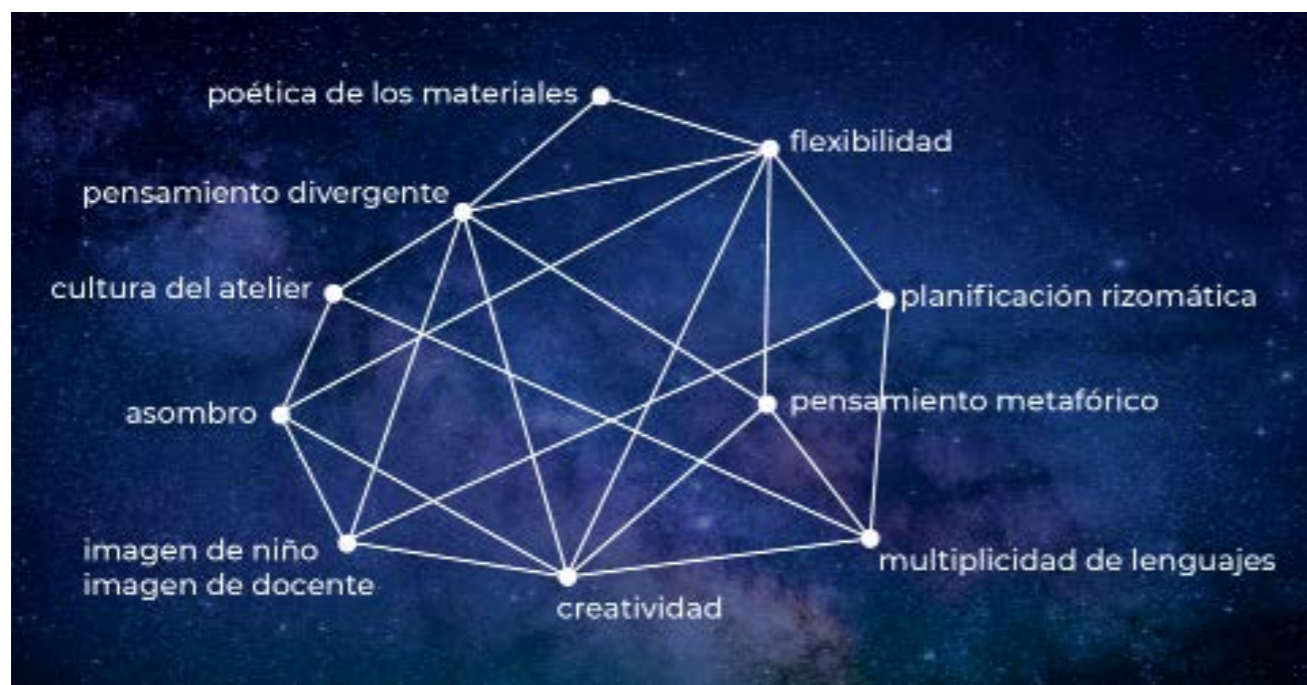 poética de los materiales
flexibilidad
pensamiento divergente
cultura del atelier
planificación rizomática
pensamiento metafórico
asombro
imagen de niño
imagen de docente
multiplicidad de lenguajes
creatividad